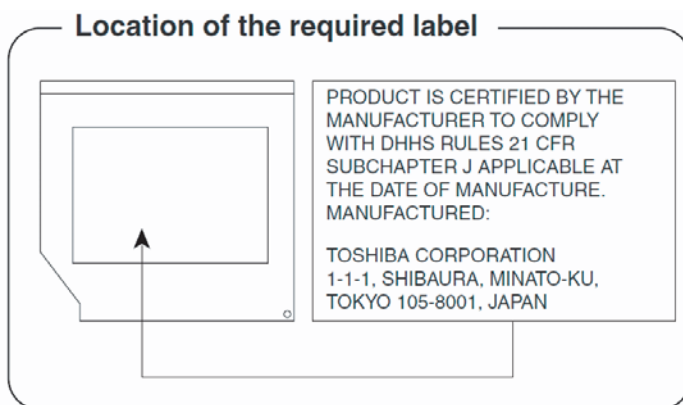 Location of the required label
PRODUCT IS CERTIFIED BY THE
MANUFACTURER TO COMPLY
WITH DHHS RULES 21 CFR
SUBCHAPTER J APPLICABLE AT
THE DATE OF MANUFACTURE.
MANUFACTURED:
TOSHIBA CORPORATION
1-1-1, SHIBAURA, MINATO-KU,
TOKYO 105-8001, JAPAN